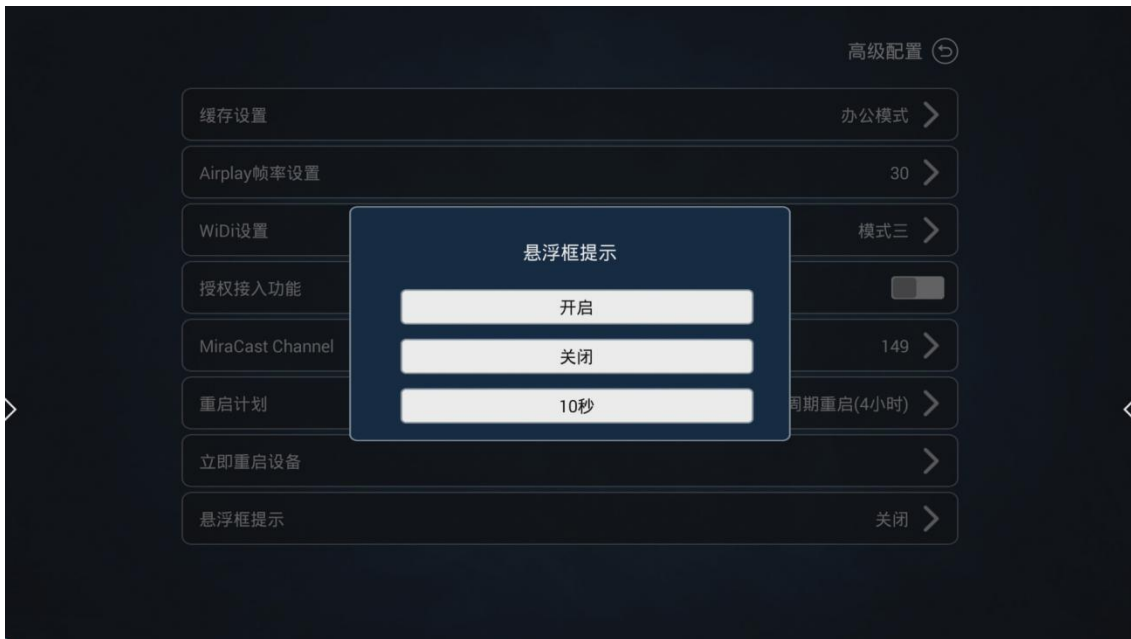 高级配置
缓存设置 办公模式
Airplay帧率设置 30
WiDi设置 模式三
悬浮框提示
授权接入功能
开启
MiraCast Channel 149
关闭
重启计划 周期重启(4小时)
10秒
立即重启设备
悬浮框提示 关闭